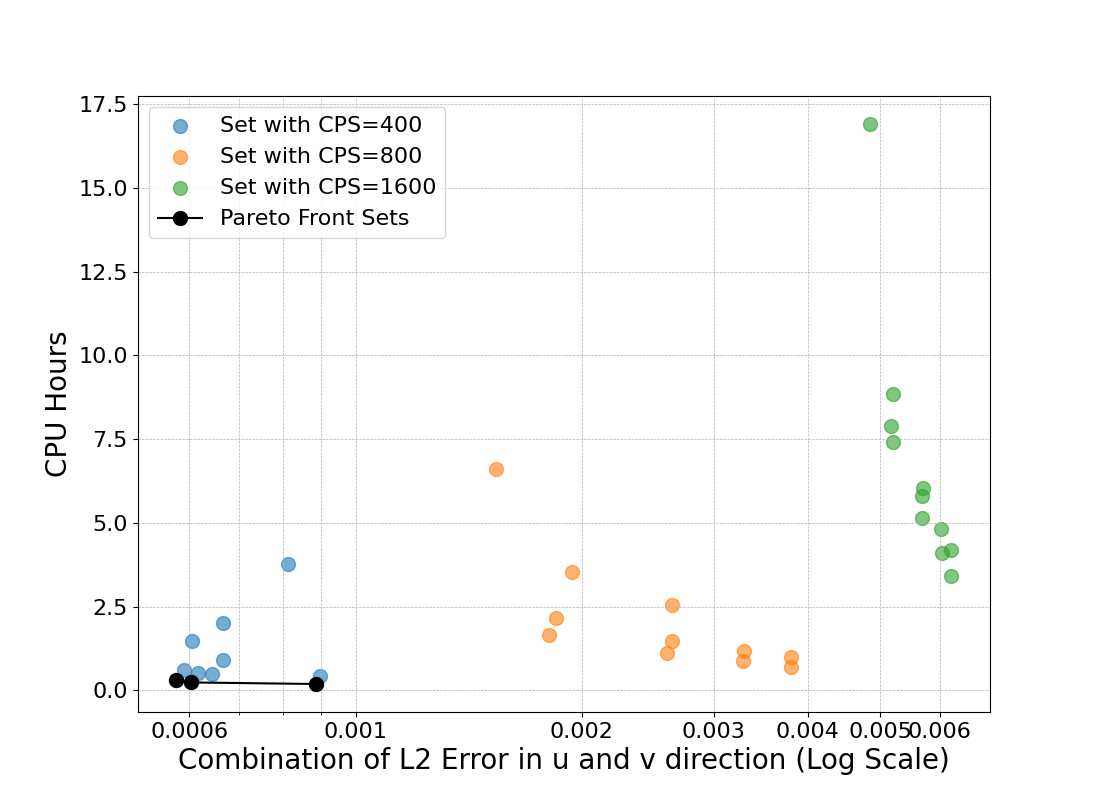 17.5
15.0
12.5
10.0
7.5
5.0
2.5
0.0
CPU Hours
Set with CPS=400
Set with CPS=800
Set with CPS=1600
Pareto Front Sets
0.0006 0.001 0.002 0.003 0.004 0.005 0.006
Combination of L2 Error in u and v direction (Log Scale)